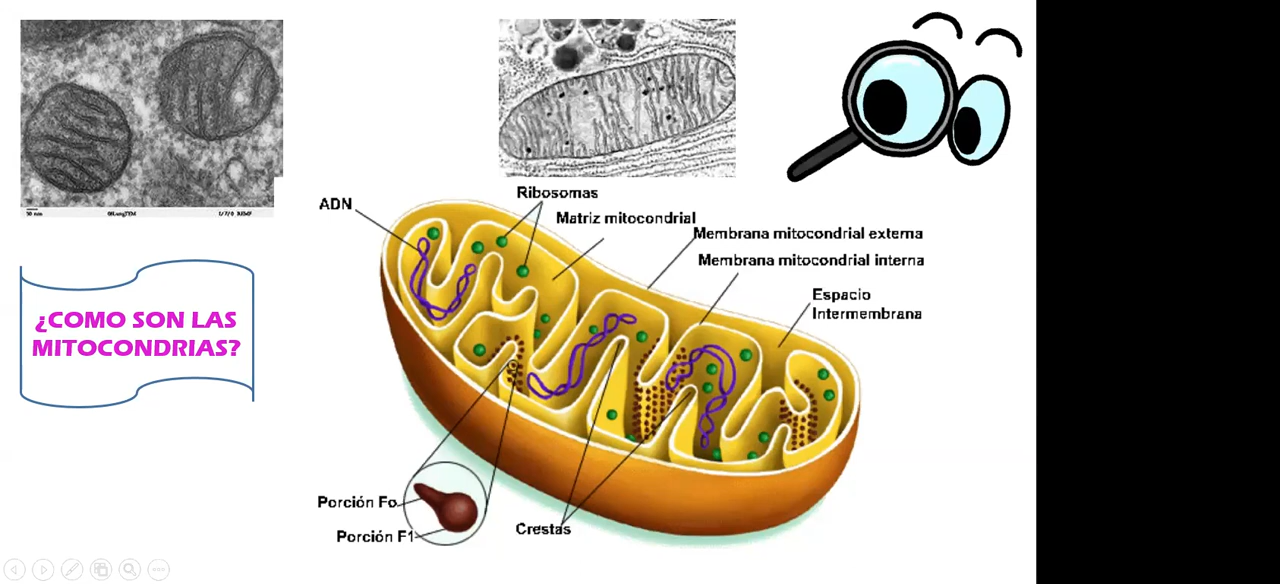 ADN
Ribosomas
Matriz mitocondrial
Membrana mitocondrial externa
Membrana mitocondrial interna
Espacio
Intermembrana
¿COMO SON LAS
MITOCONDRIAS?
Porción Fo
Porción F1
Crestas